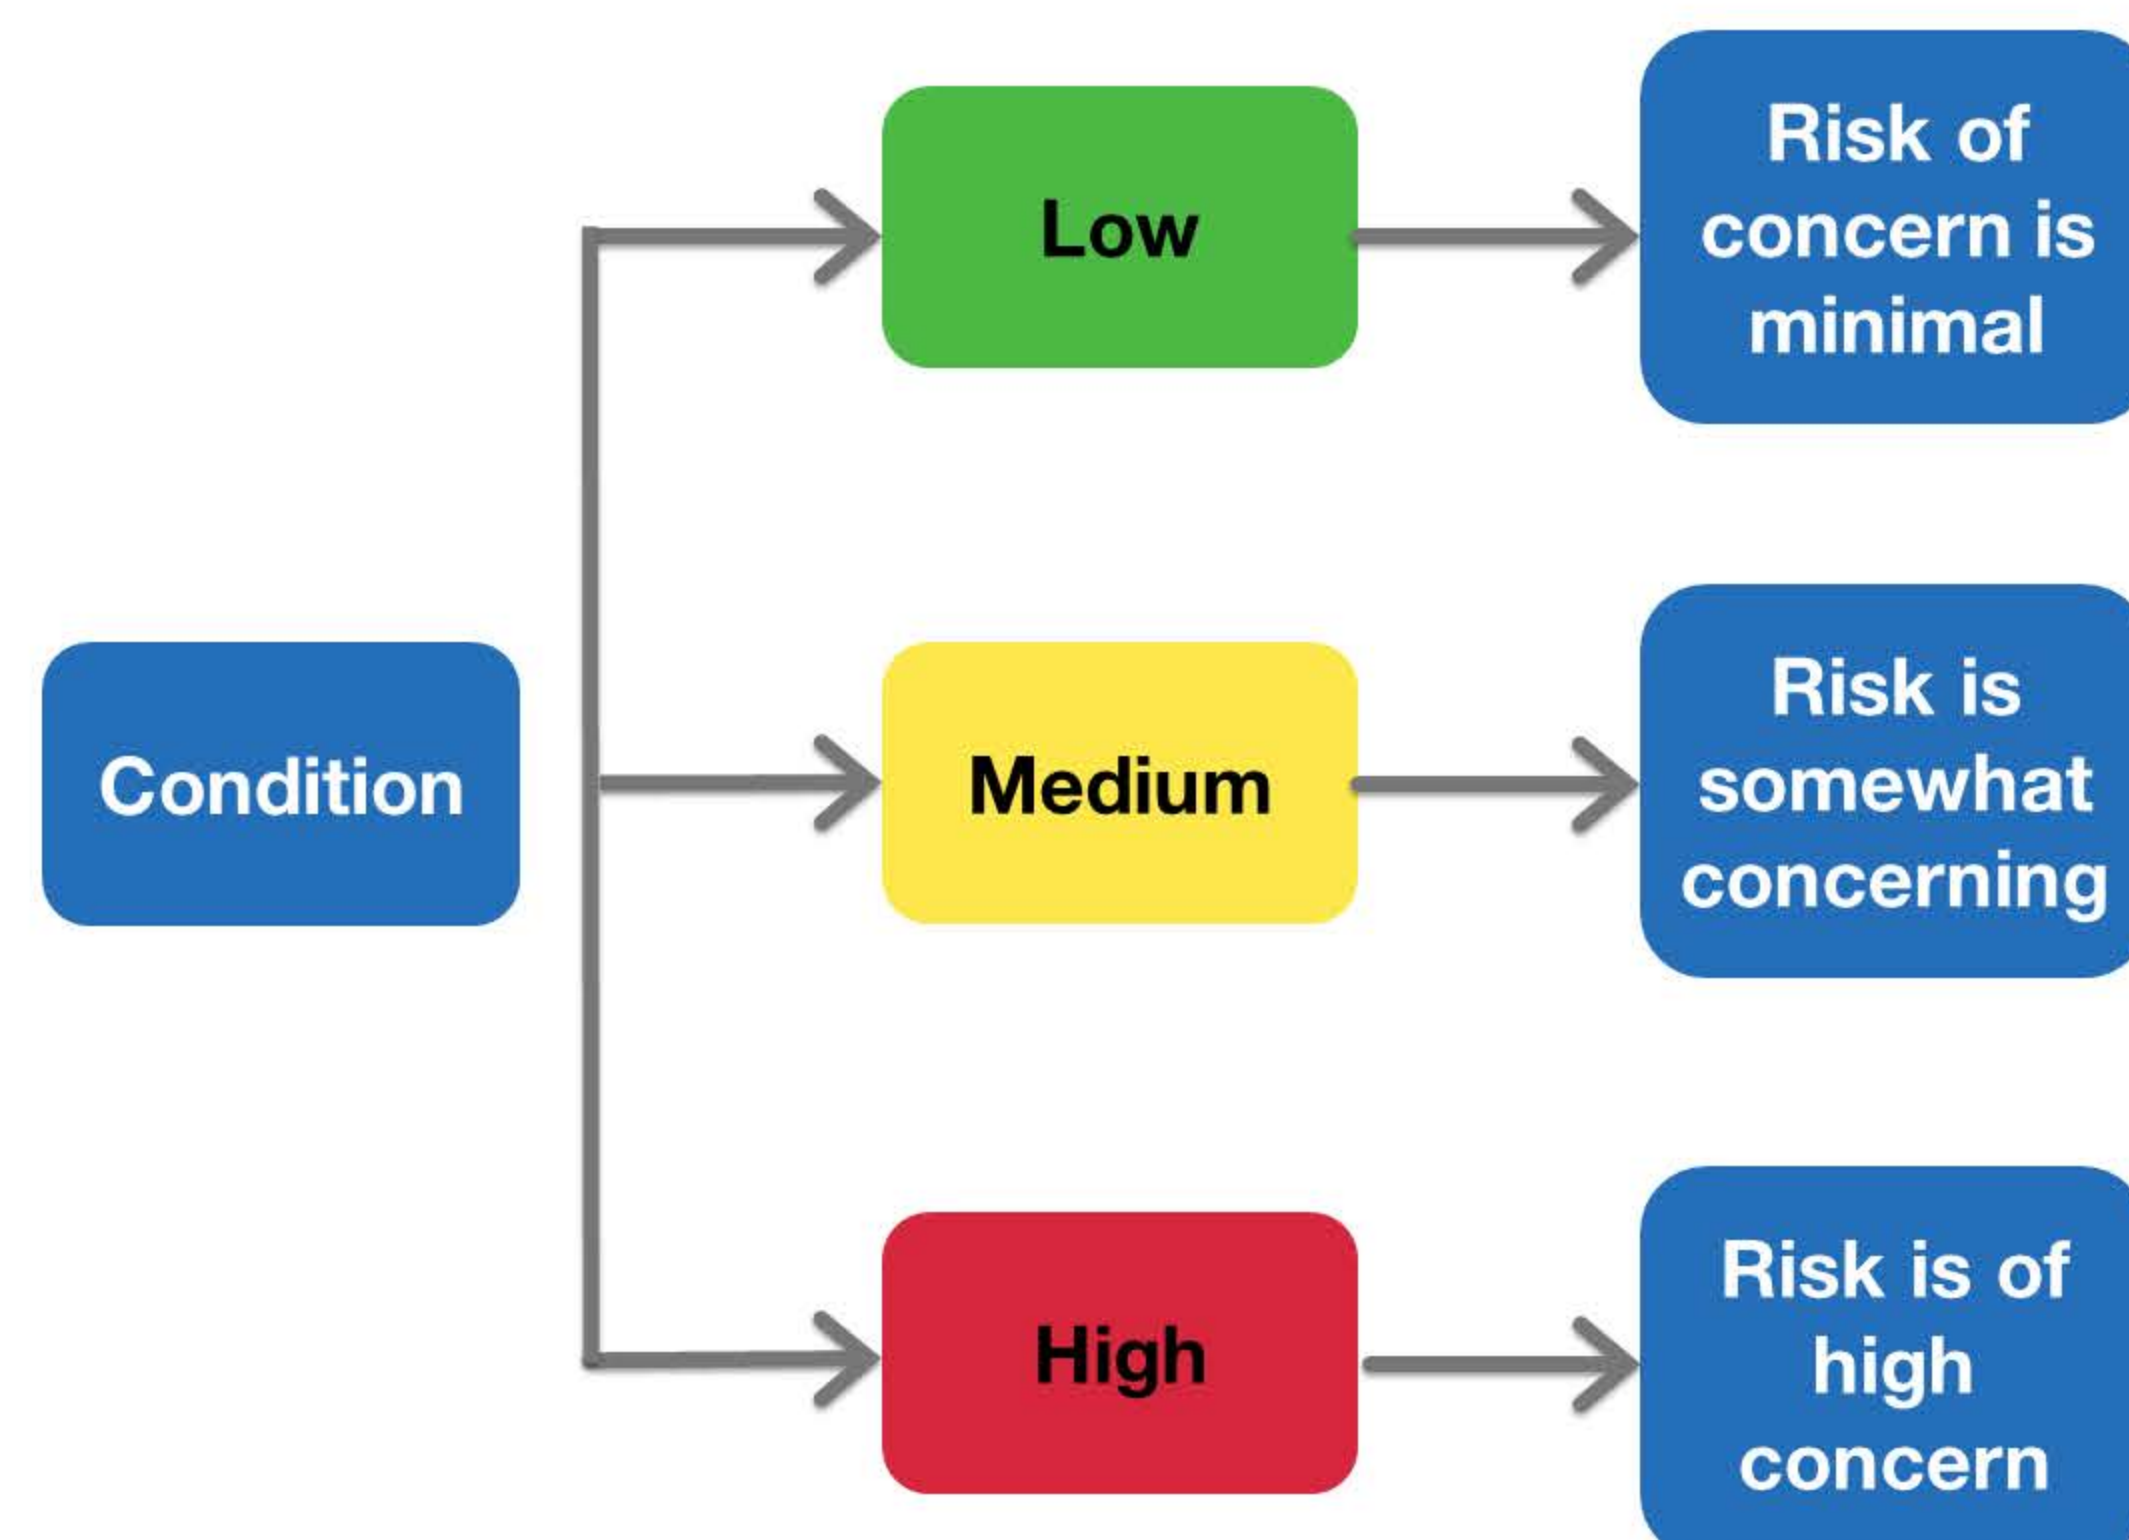 Condition
Low
Risk of
concern is
minimal
Medium
Risk is
somewhat
concerning
High
Risk is of
high
concern